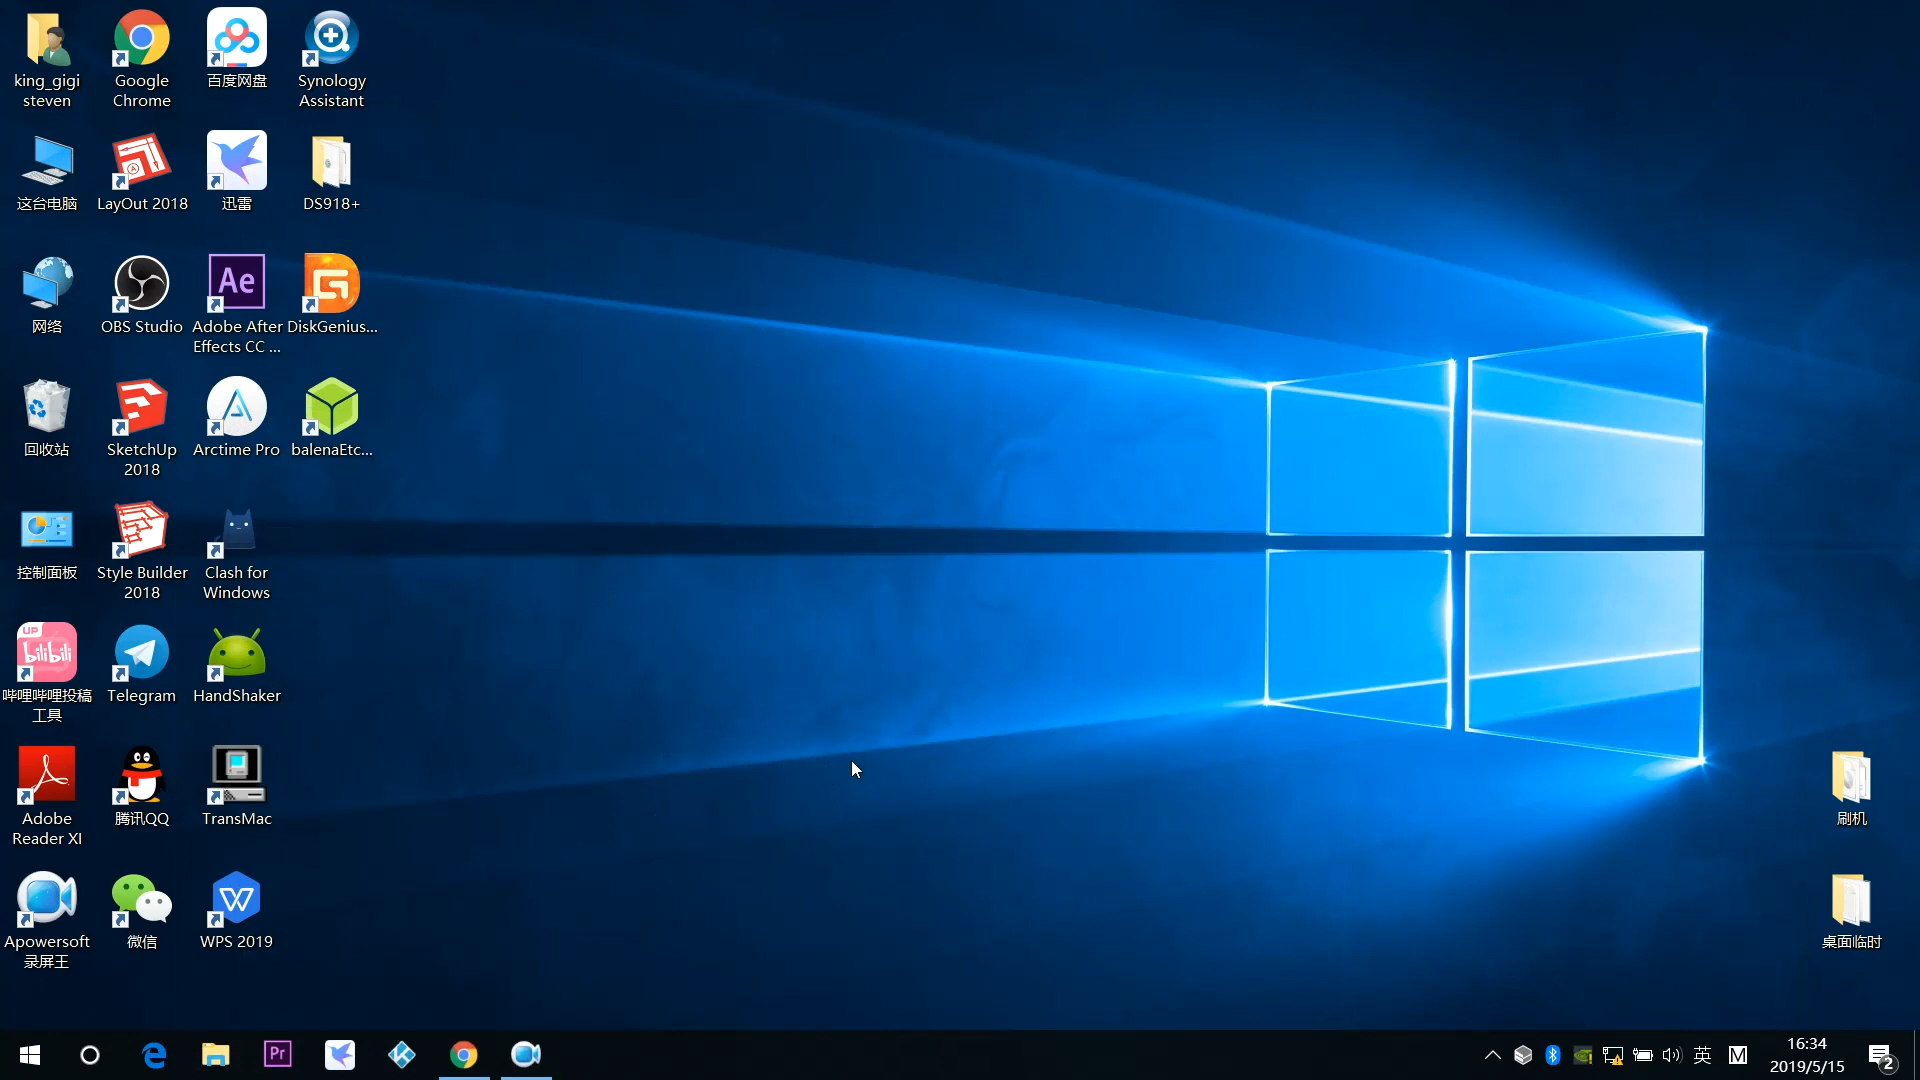 king_gigi
steven
Google
Chrome
百度网盘
Synology
Assistant
这台电脑
LayOut 2018
迅雷
DS918+
网络
OBS Studio
Ae
Adobe After
Effects CC ...
DiskGenius...
回收站
SketchUp
2018
Arctime Pro
balenaEtc...
控制面板
Style Builder
2018
Clash for
Windows
UP
bilibili
哔哩哔哩投稿
工具
Telegram
HandShaker
Adobe
Reader XI
腾讯QQ
TransMac
刷机
Apowersoft
录屏王
微信
W
WPS 2019
桌面临时
Pr
英
M
16:34
2019/5/15
2